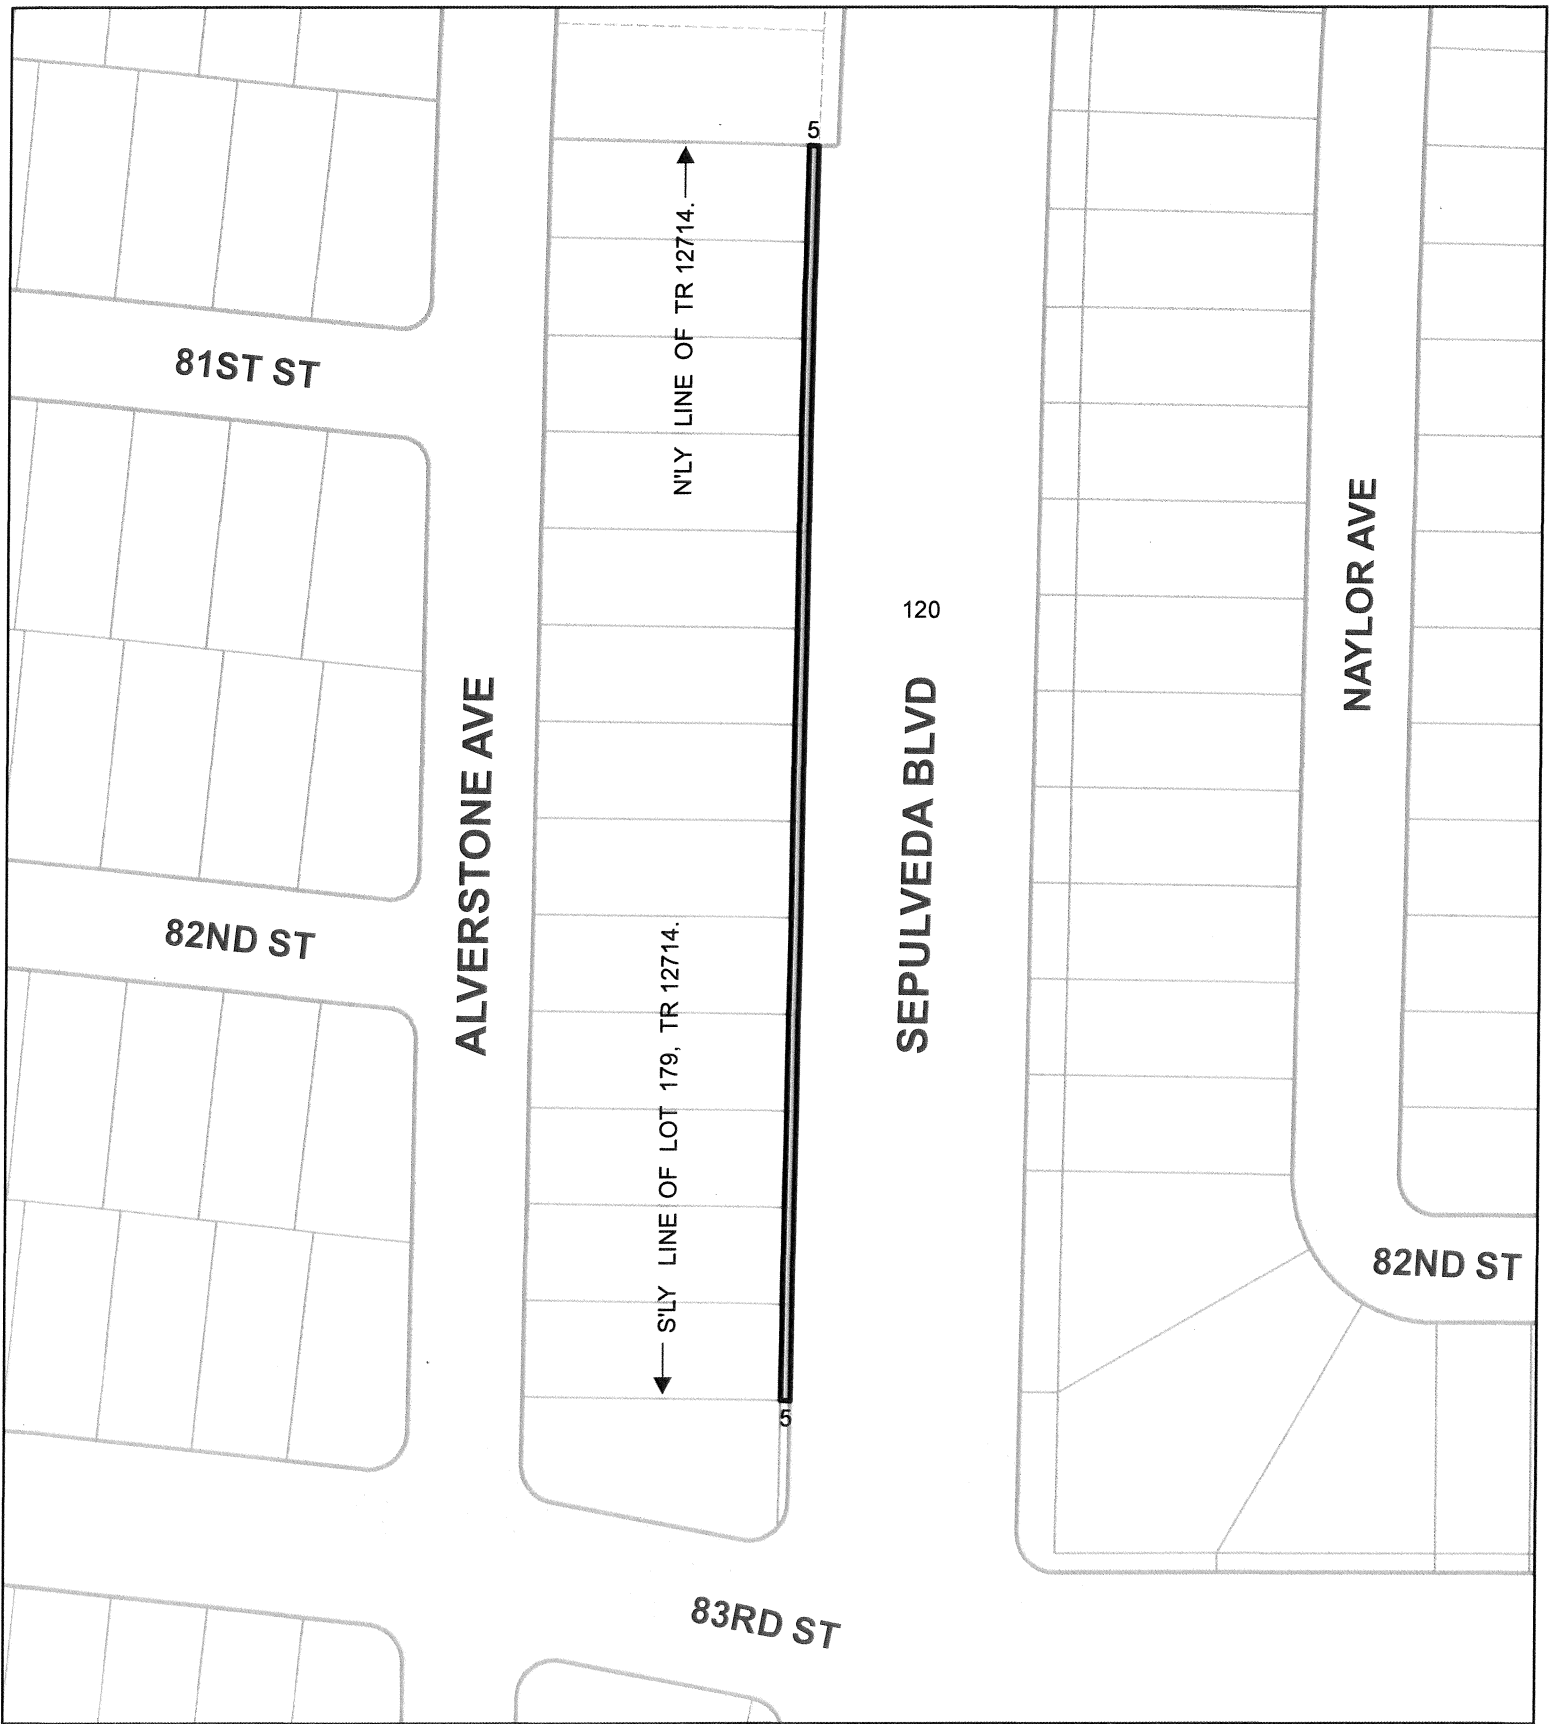 5
81ST ST
N'LY LINE OF TR 12714.
NAYLOR AVE
120
ALVERSTONE AVE
SEPULVEDA BLVD
82ND ST
S'LY LINE OF LOT 179, TR 12714.
82ND ST
5
83RD ST